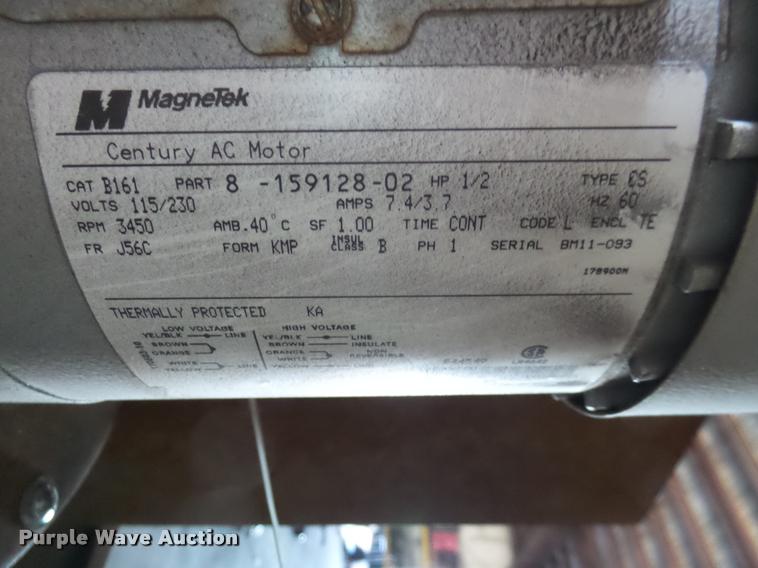 MagneTek
Century AC Motor
CAT B161 PART 8 -159128-02 HP 1/2 TYPE CS
VOLTS 115/230 AMPS 7.4/3.7 HZ 60
RPM 3450 AMB. 40°C SF 1.00 TIME CONT CODE L ENCL TE
FR J56C FORM KMP INSUL CLASS B PH 1 SERIAL BM11-093
178900M
THERMALLY PROTECTED KA
LOW VOLTAGE HIGH VOLTAGE
YEL/BLK LINE YEL/BLK LINE
BROWN BROWN INSULATE
ORANGE ORANGE NON
WHITE WHITE REVERSIBLE
YELLOW LINE YELLOW LINE
Purple Wave Auction